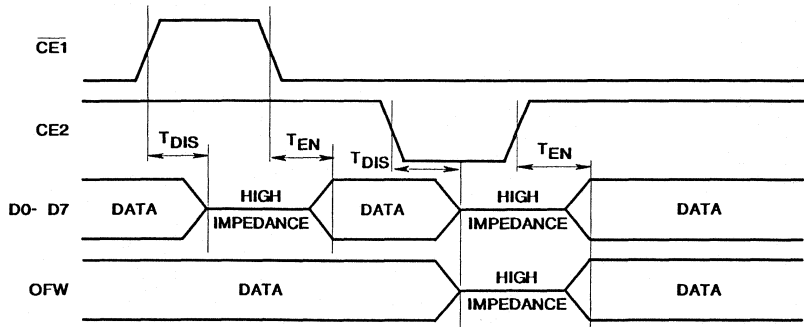 CE1
CE2
TDIS
TEN
TDIS
TEN
D0- D7
DATA
HIGH
IMPEDANCE
DATA
HIGH
IMPEDANCE
DATA
OFW
DATA
HIGH
IMPEDANCE
DATA